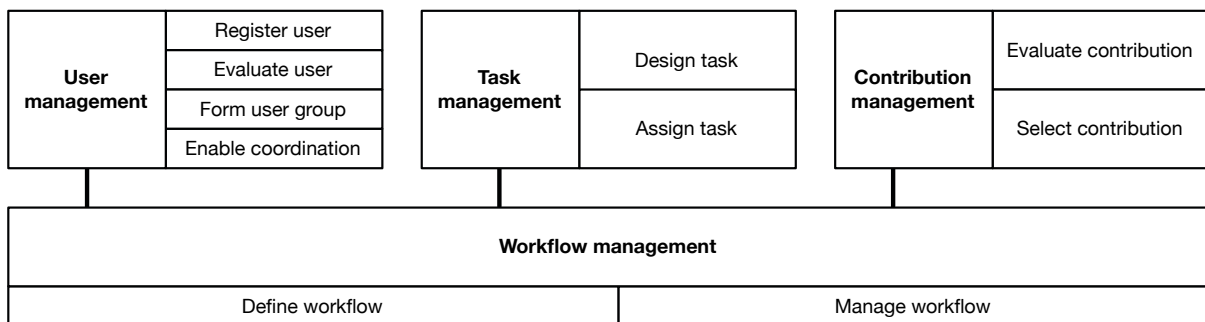 User
management
Register user
Evaluate user
Form user group
Enable coordination
Task
management
Design task
Assign task
Contribution
management
Evaluate contribution
Select contribution
Workflow management
Define workflow
Manage workflow